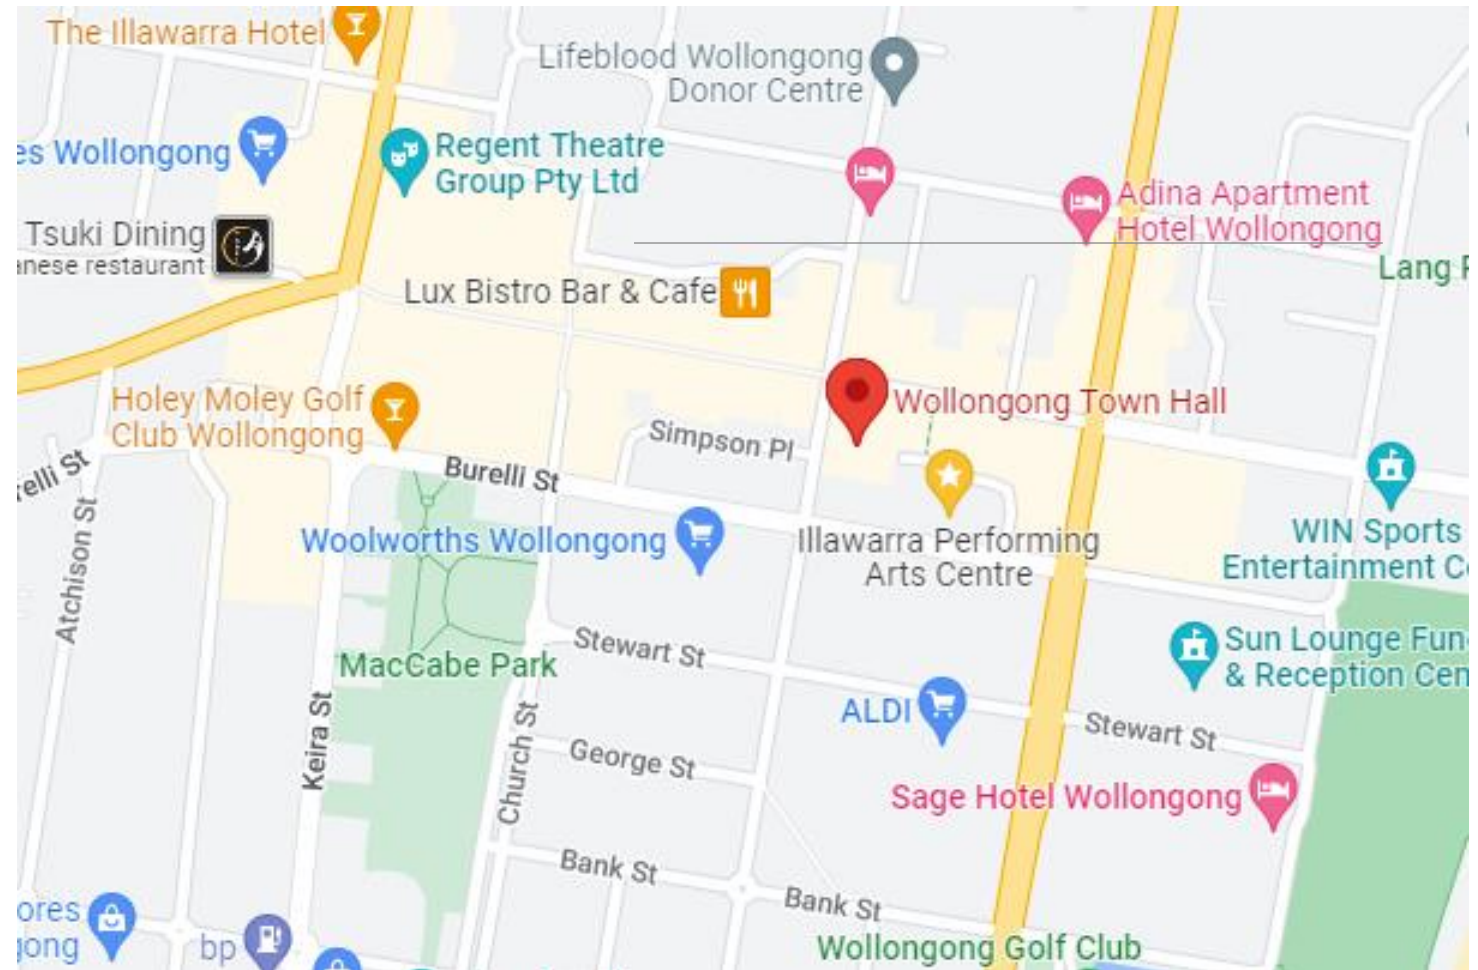 The Illawarra Hotel
Lifeblood Wollongong
Donor Centre
es Wollongong
Regent Theatre
Group Pty Ltd
Adina Apartment
Hotel Wollongong
Tsuki Dining
anese restaurant
Lang
Lux Bistro Bar & Cafe
Holey Moley Golf
Club Wollongong
Wollongong Town Hall
Simpson Pl
relli St
Burelli St
Atchison St
Woolworths Wollongong
Illawarra Performing
Arts Centre
WIN Sports
Entertainment
Stewart St
MacCabe Park
Sun Lounge Fun
& Reception Cen
ALDI
Stewart St
Keira St
Church St
George St
Sage Hotel Wollongong
Bank St
Bank St
ores
gong
bp
Wollongong Golf Club